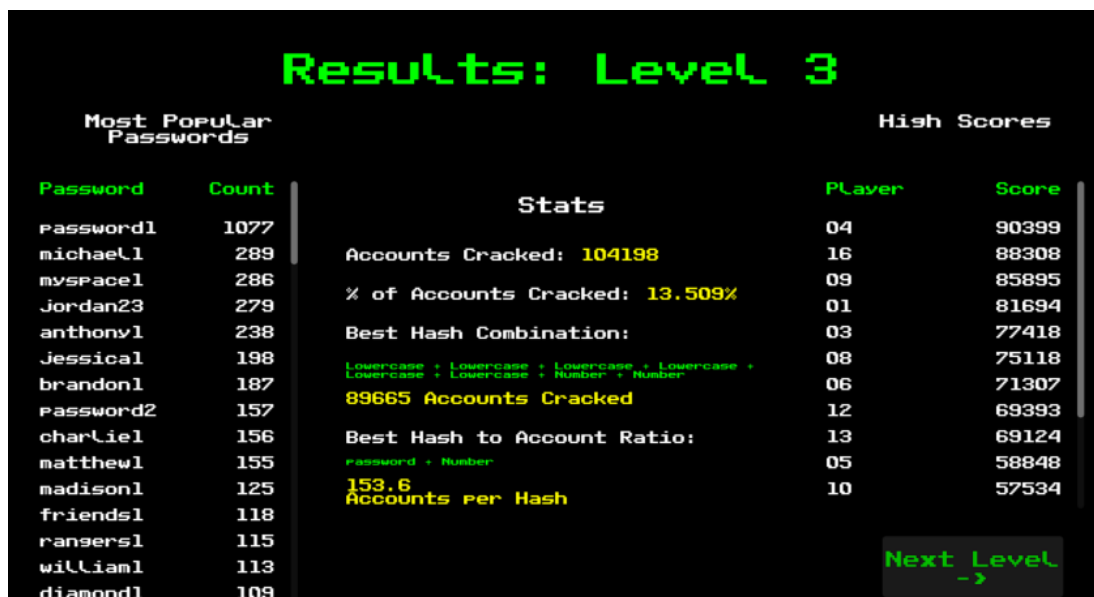 Results: Level 3
Most Popular
Passwords
Password Count
password1 1077
michael1 289
myspace1 286
jordan23 279
anthony1 238
jessica1 198
brandon1 187
password2 157
charlie1 156
matthew1 155
madison1 125
friends1 118
rangers1 115
william1 113
diamond1 109
Stats
Accounts Cracked: 104198
% of Accounts Cracked: 13.509%
Best Hash Combination:
Lowercase + Lowercase + Lowercase + Lowercase +
Lowercase + Lowercase + Number + Number
89665 Accounts Cracked
Best Hash to Account Ratio:
password + Number
153.6
Accounts per Hash
High Scores
Player Score
04 90399
16 88308
09 85895
01 81694
03 77418
08 75118
06 71307
12 69393
13 69124
05 58848
10 57534
Next Level
->